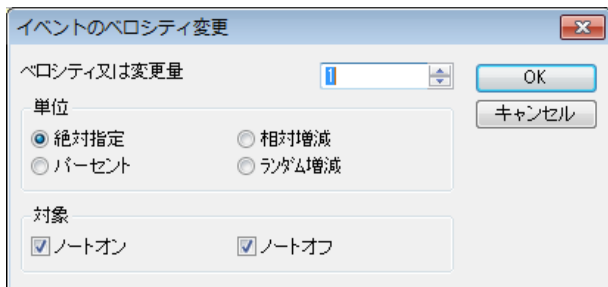 イベントのベロシティ変更
ベロシティ又は変更量
1
OK
キャンセル
単位
絶対指定
相対増減
パーセント
ランダム増減
対象
ノートオン
ノートオフ